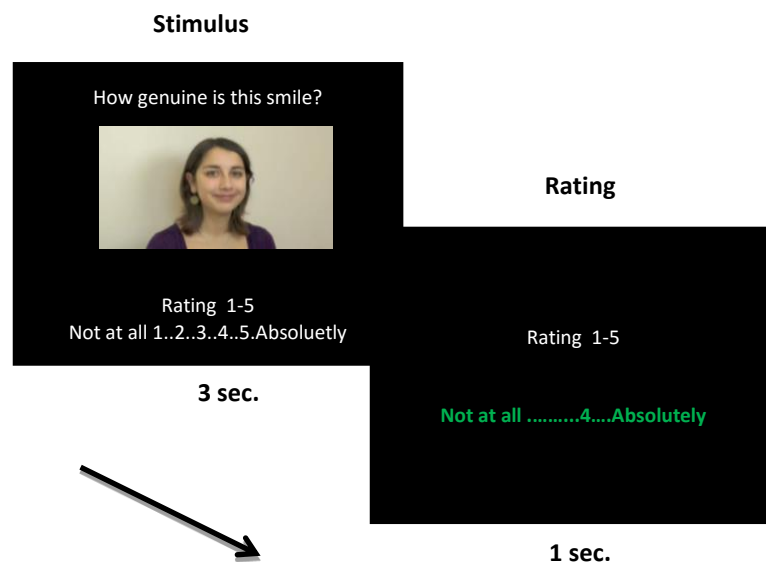 Stimulus
How genuine is this smile?
Rating 1-5
Not at all 1..2..3..4..5.Absoluetly
3 sec.
Rating
Rating 1-5
Not at all ..……...4….Absolutely
1 sec.